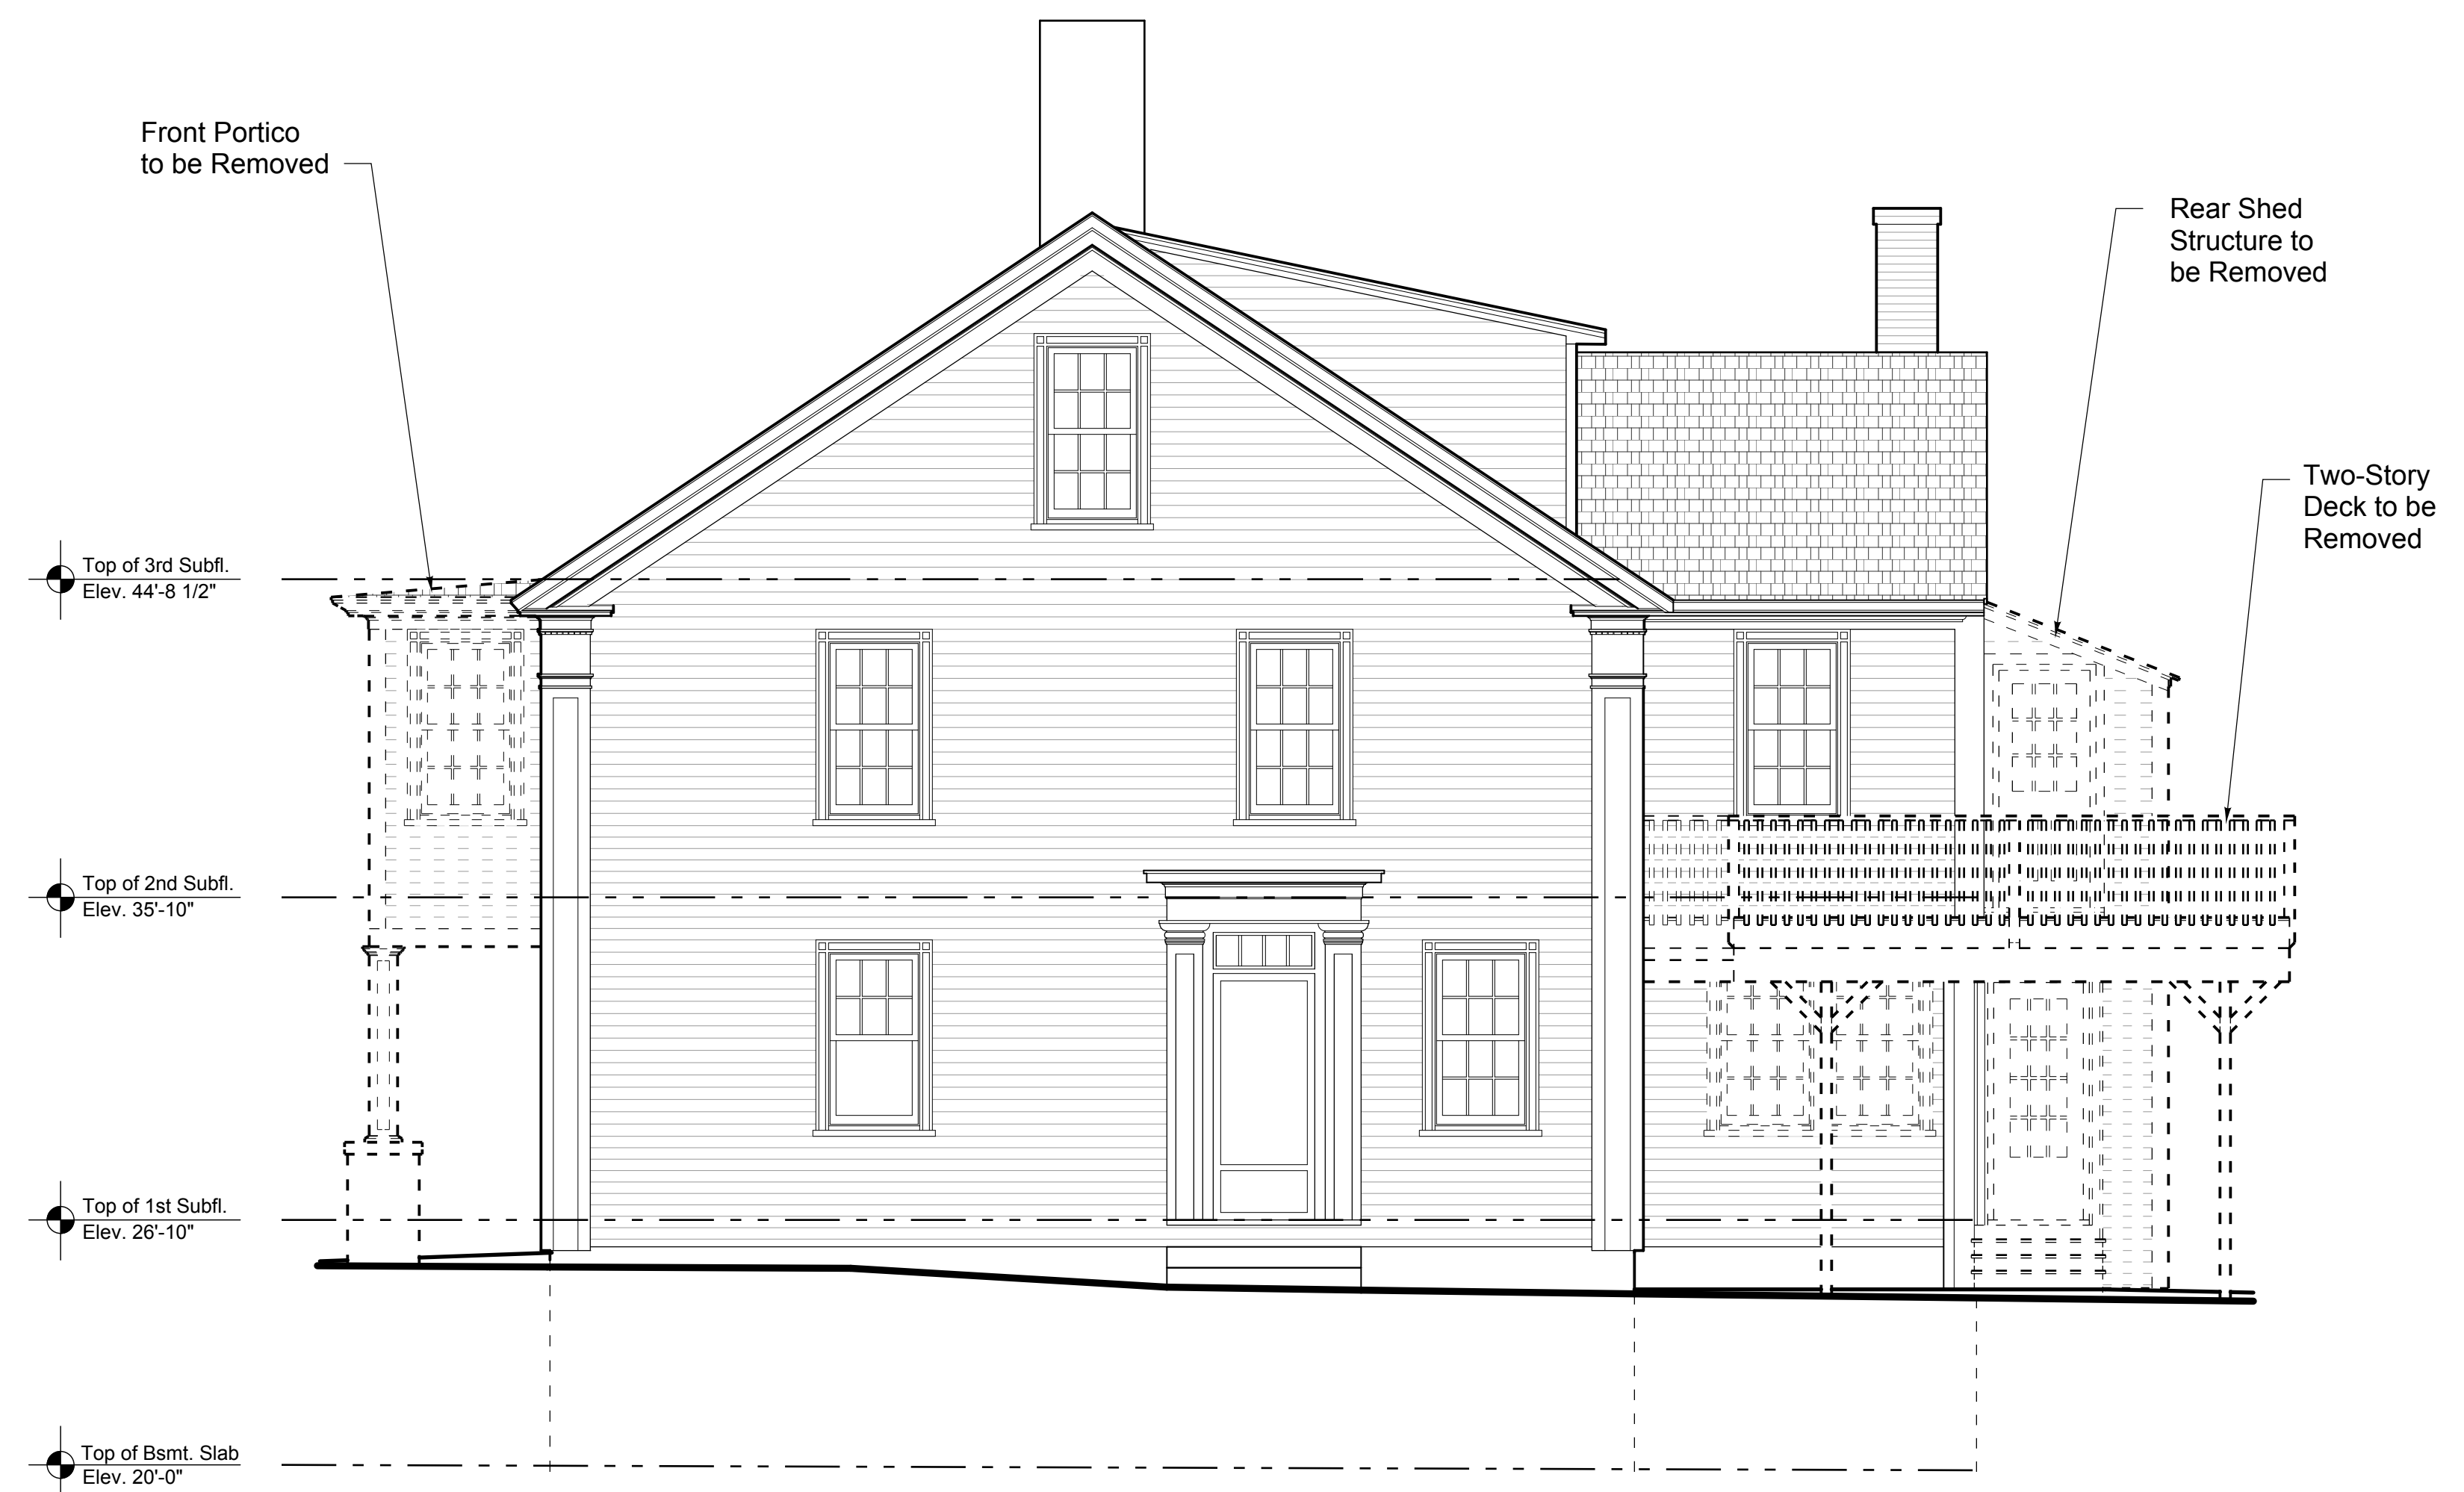 Front Portico
to be Removed
Rear Shed
Structure to
be Removed
Two-Story
Deck to be
Removed
Top of 3rd Subfl.
Elev. 44'-8 1/2"
Top of 2nd Subfl.
Elev. 35'-10"
Top of 1st Subfl.
Elev. 26'-10"
Top of Bsmt. Slab
Elev. 20'-0"